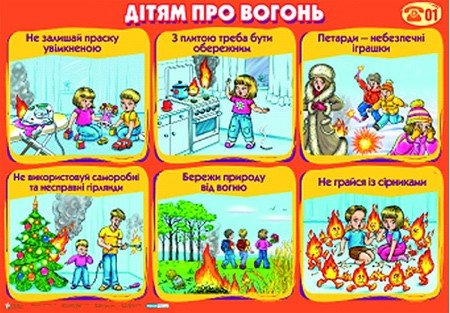 ДІТЯМ ПРО ВОГОНЬ
01
Не залишай праску
увімкненою
З плитою треба бути
обережним
Петарди – небезпечні
іграшки
Не використовуй саморобні
та несправні гірлянди
Бережи природу
від вогню
Не грайся із сірниками